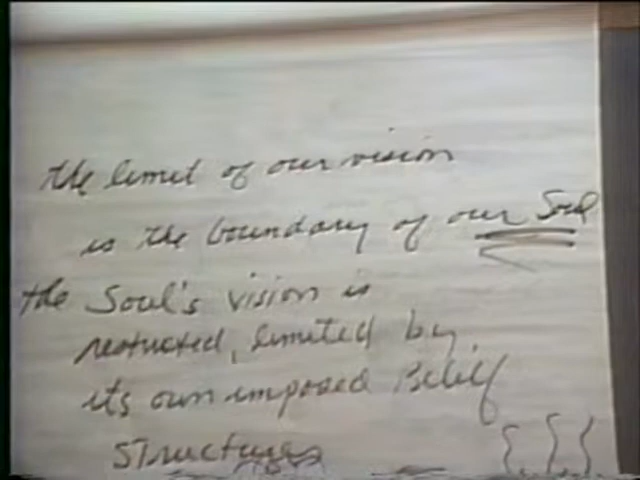 the limit of our vision
is the boundary of our Soul
the Soul's vision is
restricted, limited by
its own imposed Belief
structures